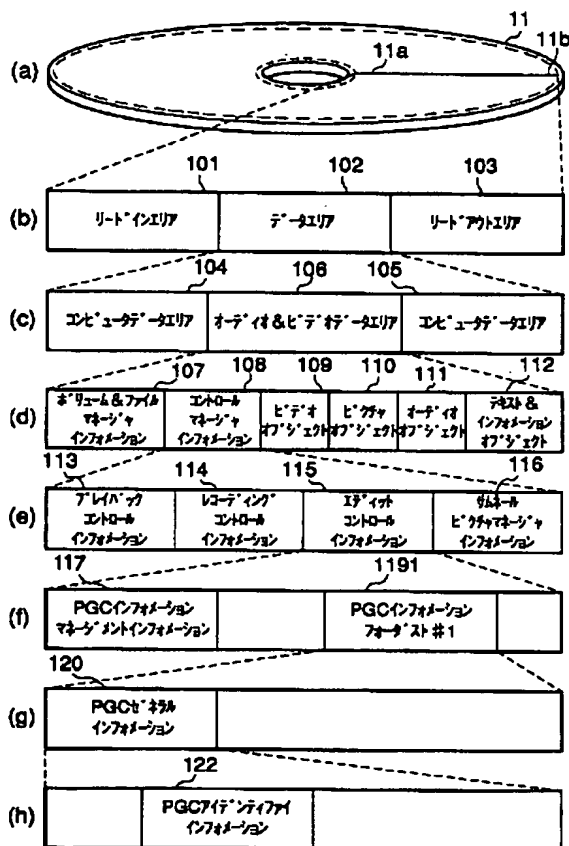 11
11a
11b
(a)
101
102
103
(b)
リードインエリア
データエリア
リードアウトエリア
104
106
105
(c)
コンピュータデータエリア
オーディオ&ビデオデータエリア
コンピュータデータエリア
107
108
109
110
111
112
(d)
ボリューム&ファイル
マネージャ
インフォメーション
コントロール
マネージャ
インフォメーション
ビデオ
オブジェクト
ピクチャ
オブジェクト
オーディオ
オブジェクト
テキスト&
インフォメーション
オブジェクト
113
114
115
116
(e)
プレイバック
コントロール
インフォメーション
レコーディング
コントロール
インフォメーション
エディット
コントロール
インフォメーション
サムネール
ピクチャマネージャ
インフォメーション
117
1191
(f)
PGCインフォメーション
マネージメントインフォメーション
PGCインフォメーション
フォーダスト #1
120
(g)
PGCゼネラル
インフォメーション
122
(h)
PGCアイデンティファイ
インフォメーション